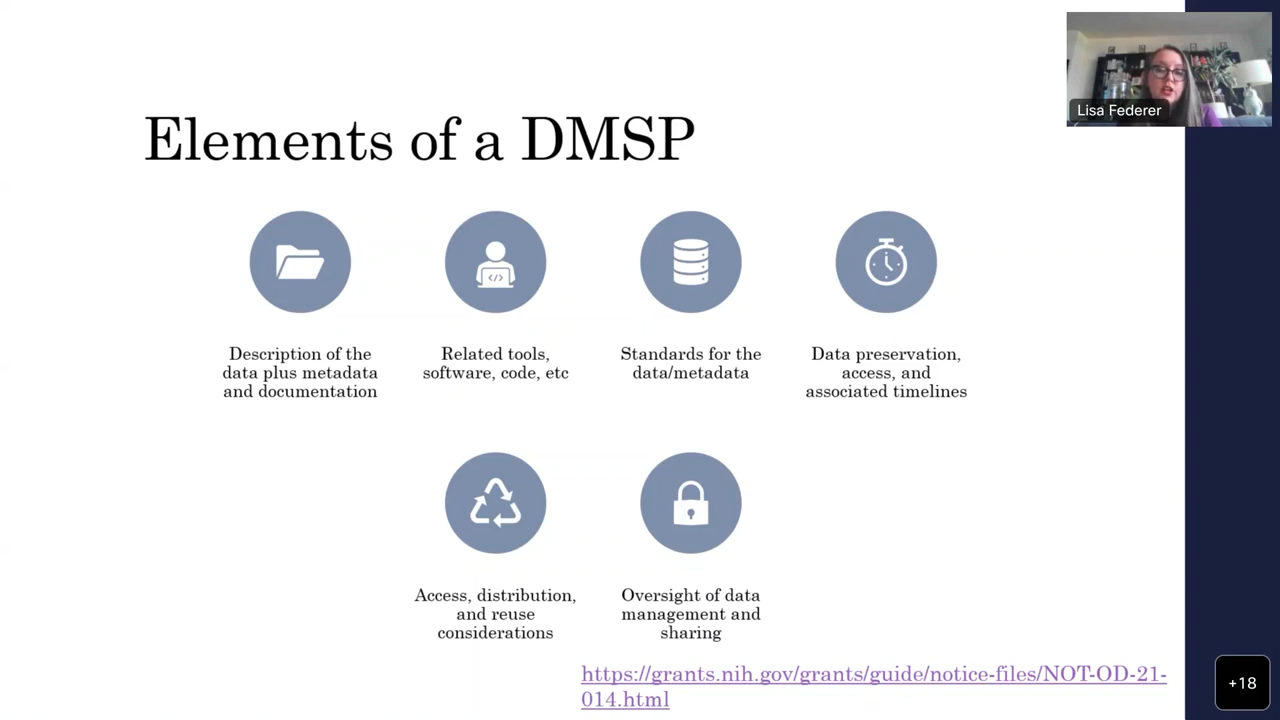 Lisa Federer
Elements of a DMSP
Description of the
data plus metadata
and documentation
Related tools,
software, code, etc
Standards for the
data/metadata
Data preservation,
access, and
associated timelines
Access, distribution,
and reuse
considerations
Oversight of data
management and
sharing
https://grants.nih.gov/grants/guide/notice-files/NOT-OD-21-
014.html
+18